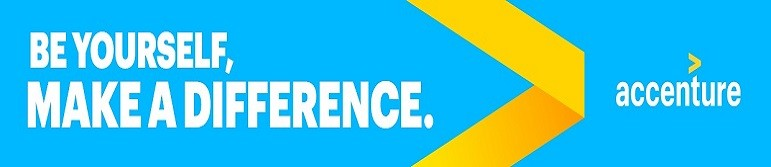 BE YOURSELF,
MAKE A DIFFERENCE.
accenture